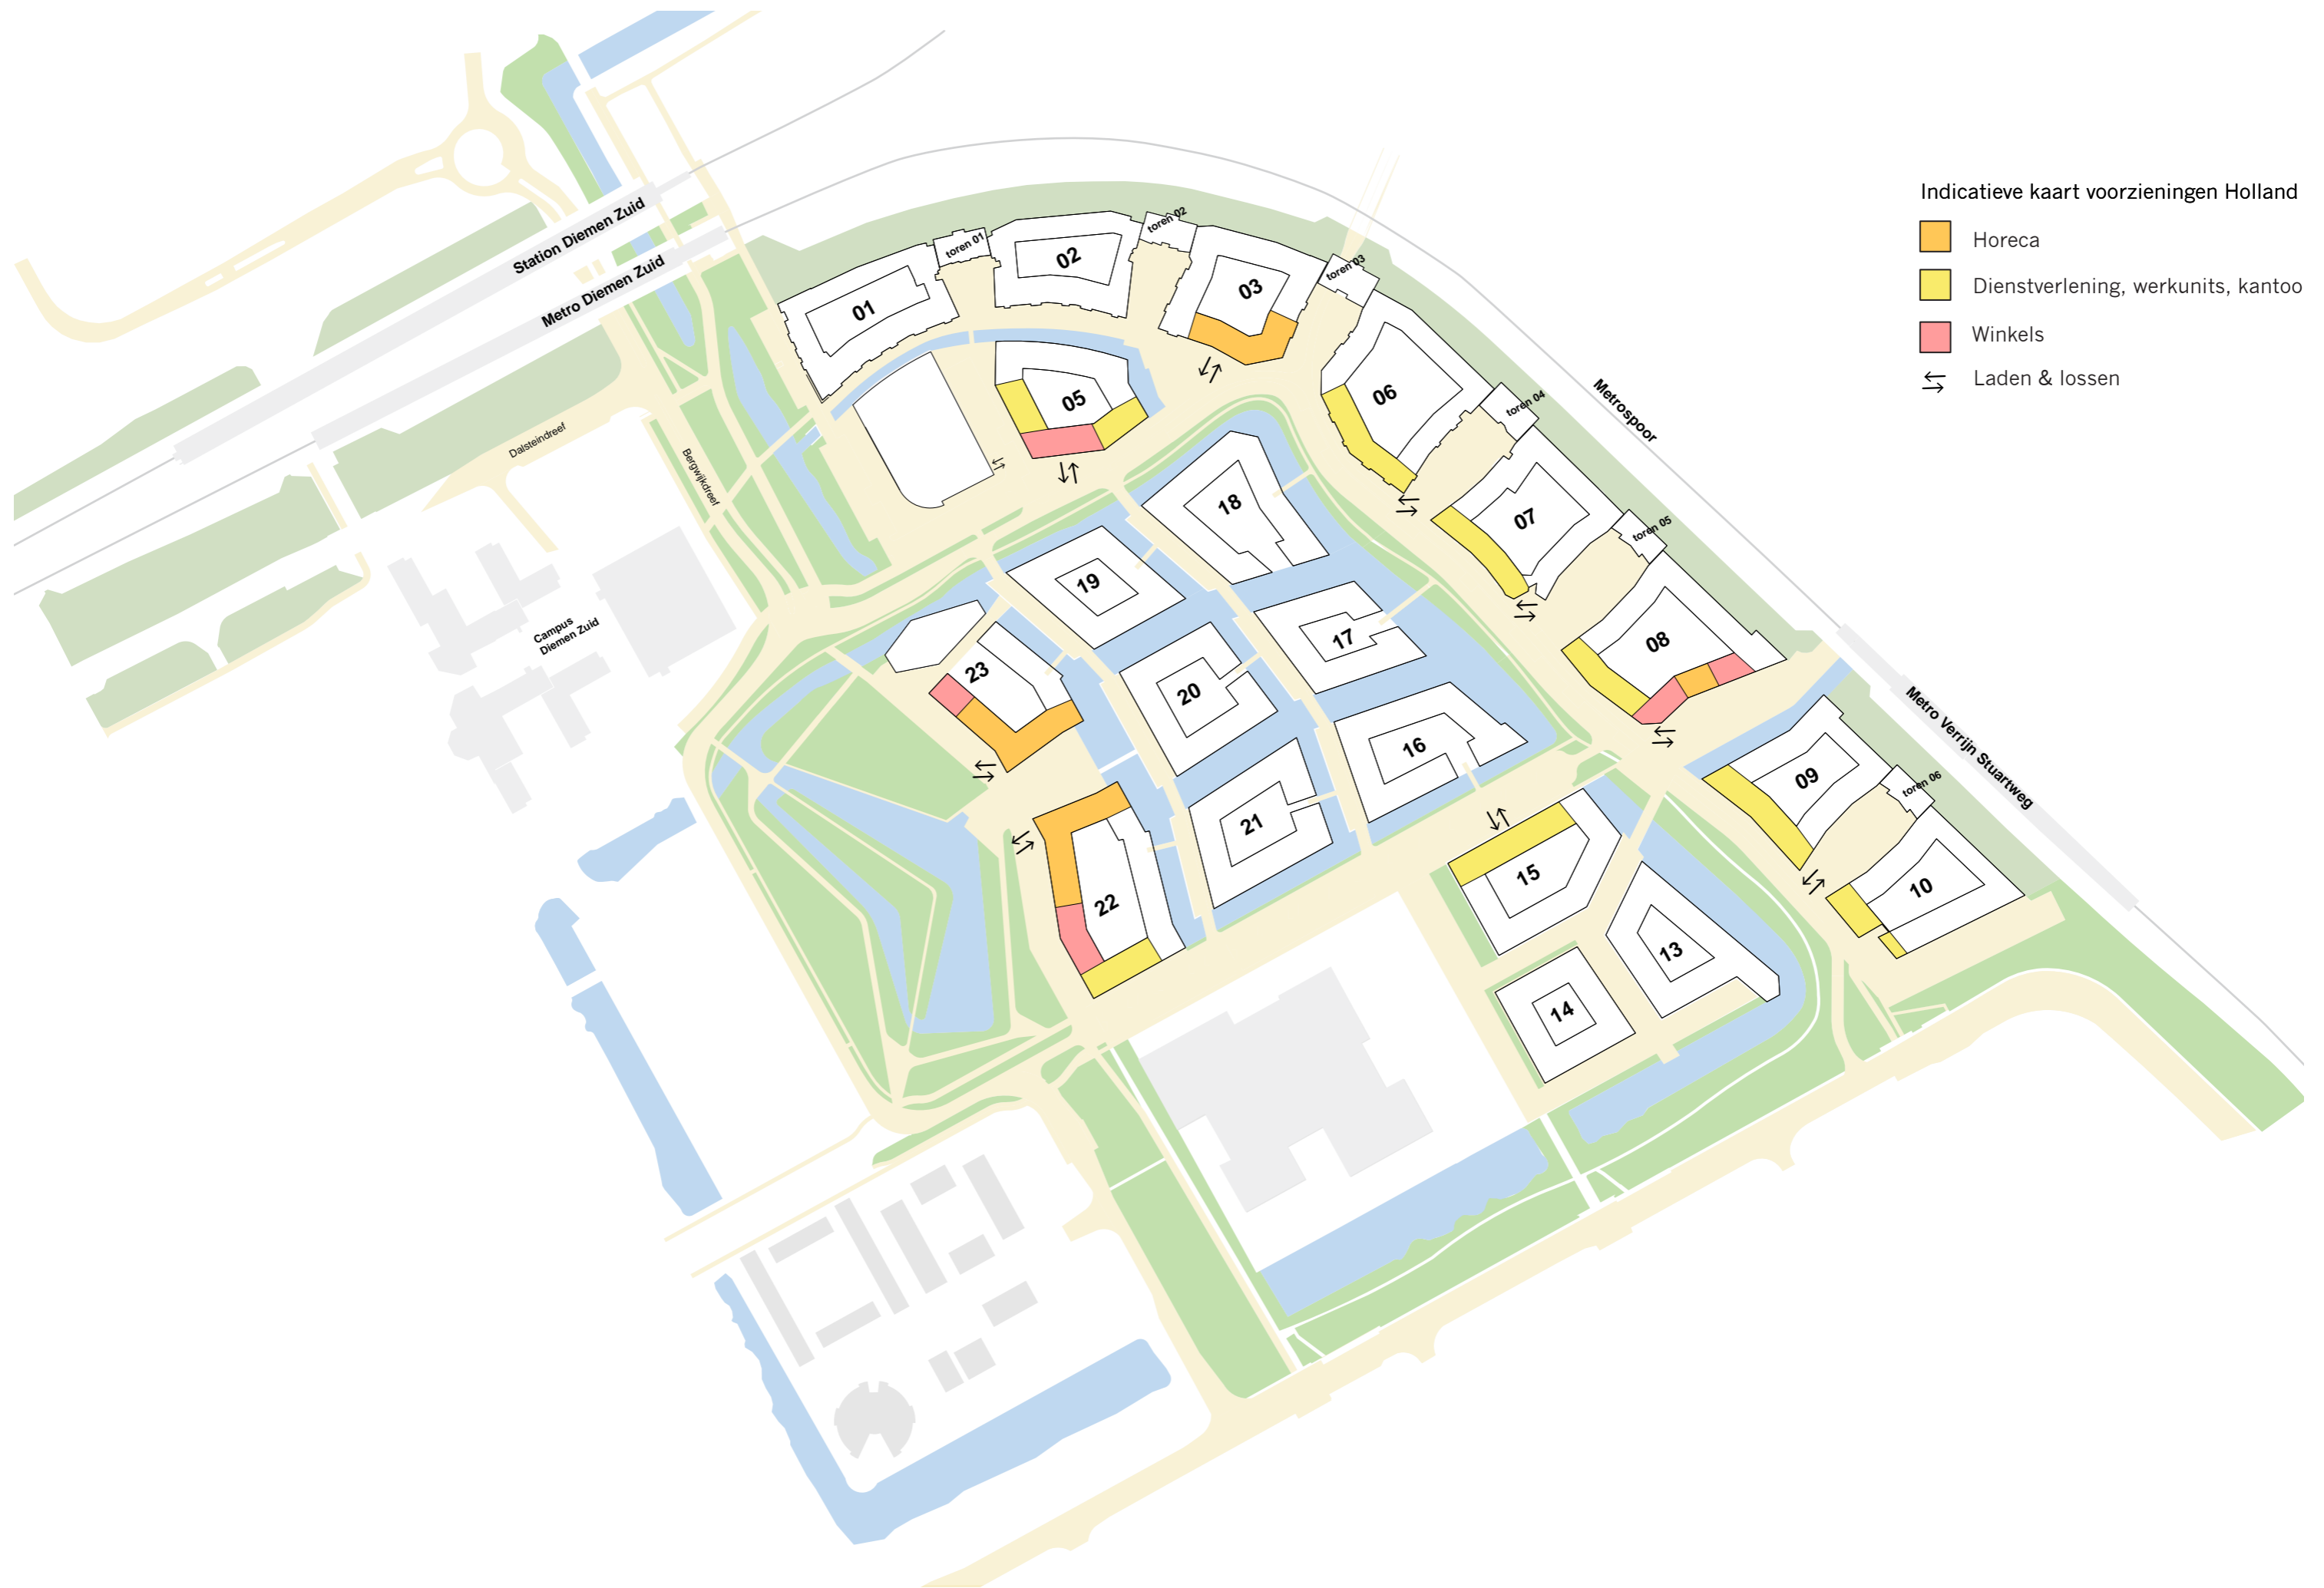 Indicatieve kaart voorzieningen Holland
Horeca
Dienstverlening, werkunits, kantoo
Winkels
Laden & lossen
Station Diemen Zuid
Metro Diemen Zuid
Dalsteindreef
Bergwijkdreef
Campus
Diemen Zuid
Metrospoor
Metro Verrijn Stuartweg
toren 01
toren 02
toren 03
toren 04
toren 05
toren 06
01
02
03
05
06
07
08
09
10
13
14
15
16
17
18
19
20
21
22
23